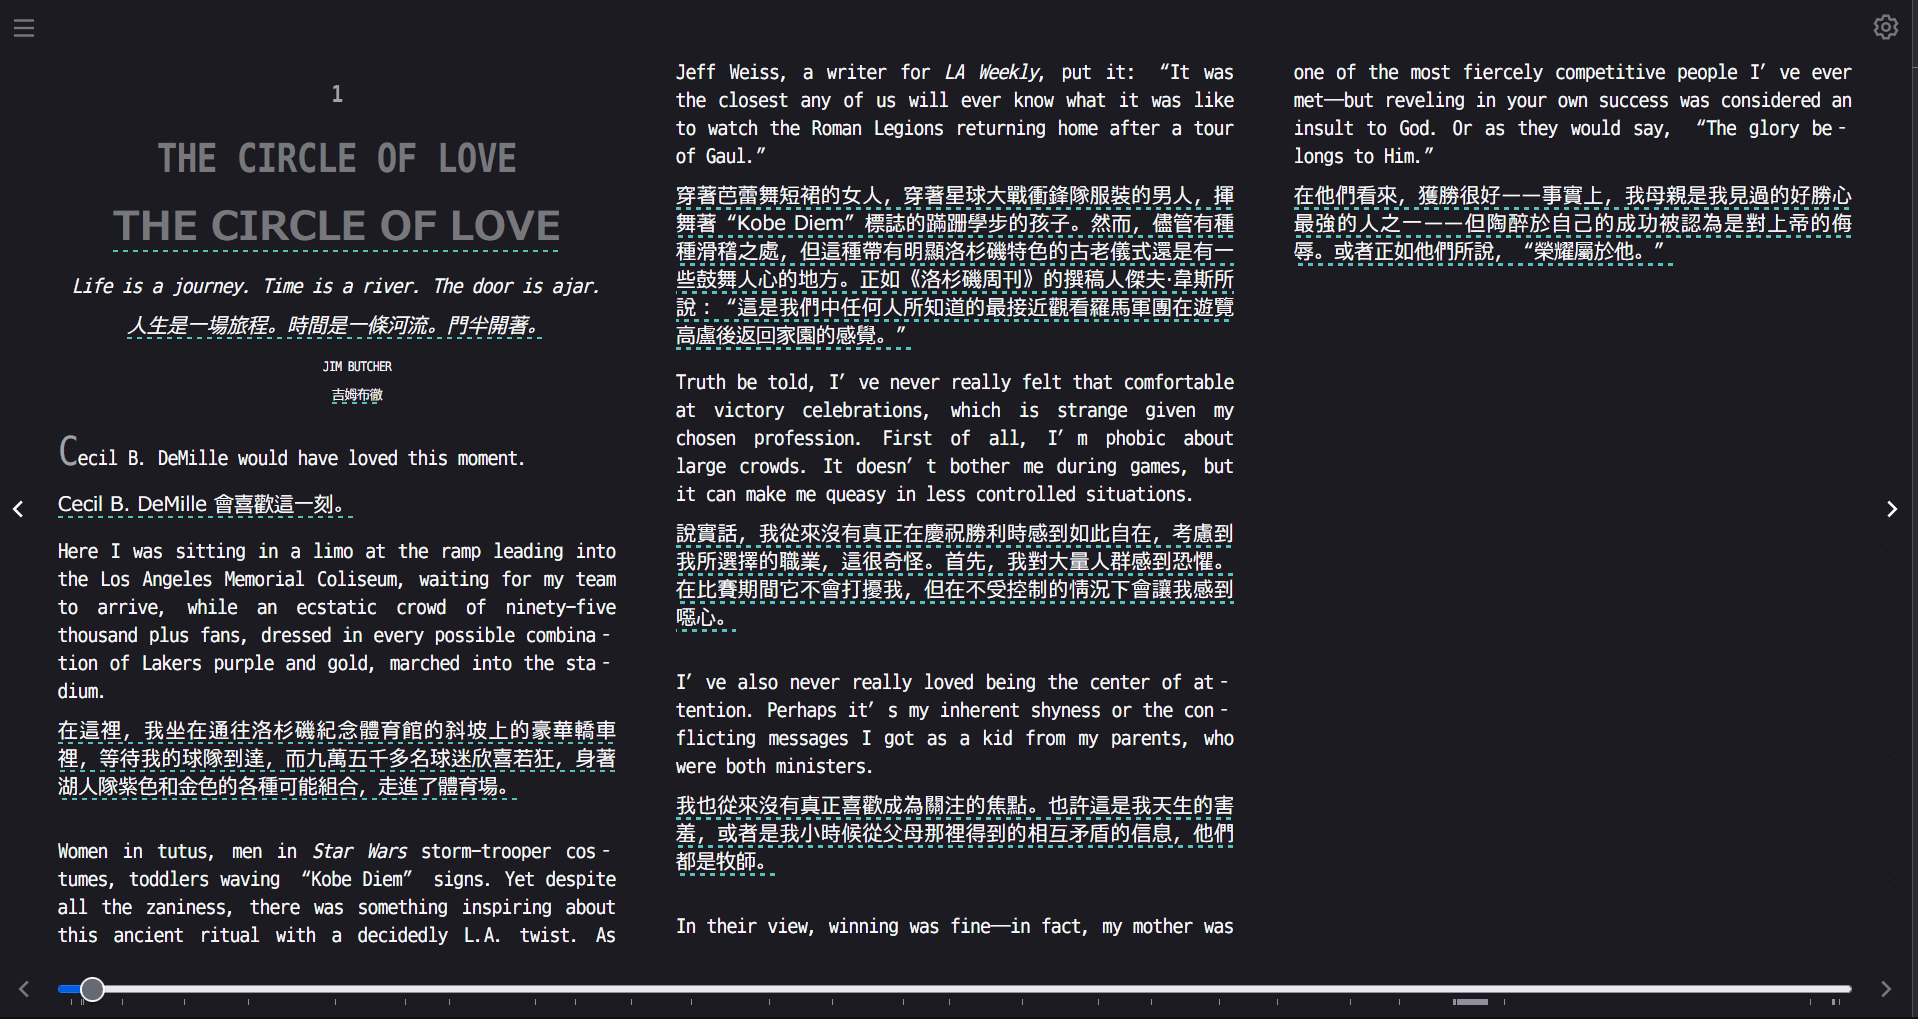 1
THE CIRCLE OF LOVE
THE CIRCLE OF LOVE
Life is a journey. Time is a river. The door is ajar.
人生是一場旅程。時間是一條河流。門半開著。
JIM BUTCHER
吉姆布徹
Cecil B. DeMille would have loved this moment.
Cecil B. DeMille 會喜歡這一刻。
Here I was sitting in a limo at the ramp leading into
the Los Angeles Memorial Coliseum, waiting for my team
to arrive, while an ecstatic crowd of ninety-five
thousand plus fans, dressed in every possible combina-
tion of Lakers purple and gold, marched into the sta-
dium.
在這裡，我坐在通往洛杉磯紀念體育館的斜坡上的豪華轎車
裡，等待我的球隊到達，而九萬五千多名球迷欣喜若狂，身著
湖人隊紫色和金色的各種可能組合，走進了體育場。
Women in tutus, men in Star Wars storm-trooper cos-
tumes, toddlers waving “Kobe Diem” signs. Yet despite
all the zaniness, there was something inspiring about
this ancient ritual with a decidedly L.A. twist. As
Jeff Weiss, a writer for LA Weekly, put it: “It was
the closest any of us will ever know what it was like
to watch the Roman Legions returning home after a tour
of Gaul.”
穿著芭蕾舞短裙的女人，穿著星球大戰衝鋒隊服裝的男人，揮
舞著“Kobe Diem”標誌的蹣跚學步的孩子。然而，儘管有種
種滑稽之處，但這種帶有明顯洛杉磯特色的古老儀式還是有一
些鼓舞人心的地方。正如《洛杉磯周刊》的撰稿人傑夫·韋斯所
說：“這是我們中任何人所知道的最接近觀看羅馬軍團在遊覽
高盧後返回家園的感覺。”
Truth be told, I’ve never really felt that comfortable
at victory celebrations, which is strange given my
chosen profession. First of all, I’m phobic about
large crowds. It doesn’t bother me during games, but
it can make me queasy in less controlled situations.
說實話，我從來沒有真正在慶祝勝利時感到如此自在，考慮到
我所選擇的職業，這很奇怪。首先，我對大量人群感到恐懼。
在比賽期間它不會打擾我，但在不受控制的情況下會讓我感到
噁心。
I’ve also never really loved being the center of at-
tention. Perhaps it’s my inherent shyness or the con-
flicting messages I got as a kid from my parents, who
were both ministers.
我也從來沒有真正喜歡成為關注的焦點。也許這是我天生的害
羞，或者是我小時候從父母那裡得到的相互矛盾的信息，他們
都是牧師。
In their view, winning was fine—in fact, my mother was
one of the most fiercely competitive people I’ve ever
met—but reveling in your own success was considered an
insult to God. Or as they would say, “The glory be-
longs to Him.”
在他們看來，獲勝很好——事實上，我母親是我見過的好勝心
最強的人之一——但陶醉於自己的成功被認為是對上帝的侮
辱。或者正如他們所說，“榮耀屬於他。”